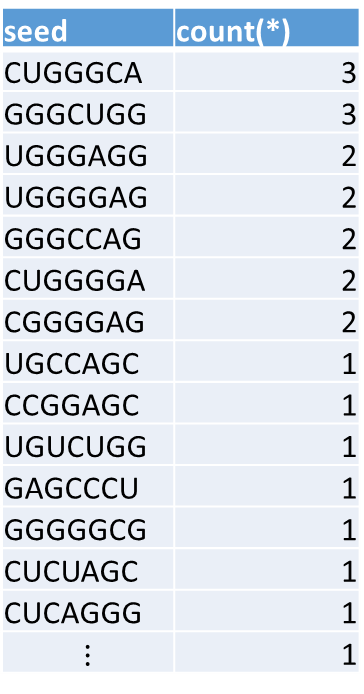 seed count(*)
CUGGGCA 3
GGGCUGG 3
UGGGAGG 2
UGGGGAG 2
GGGCCAG 2
CUGGGGA 2
CGGGGAG 2
UGCCAGC 1
CCGGAGC 1
UGUCUGG 1
GAGCCCU 1
GGGGGCG 1
CUCUAGC 1
CUCAGGG 1
⋮ 1